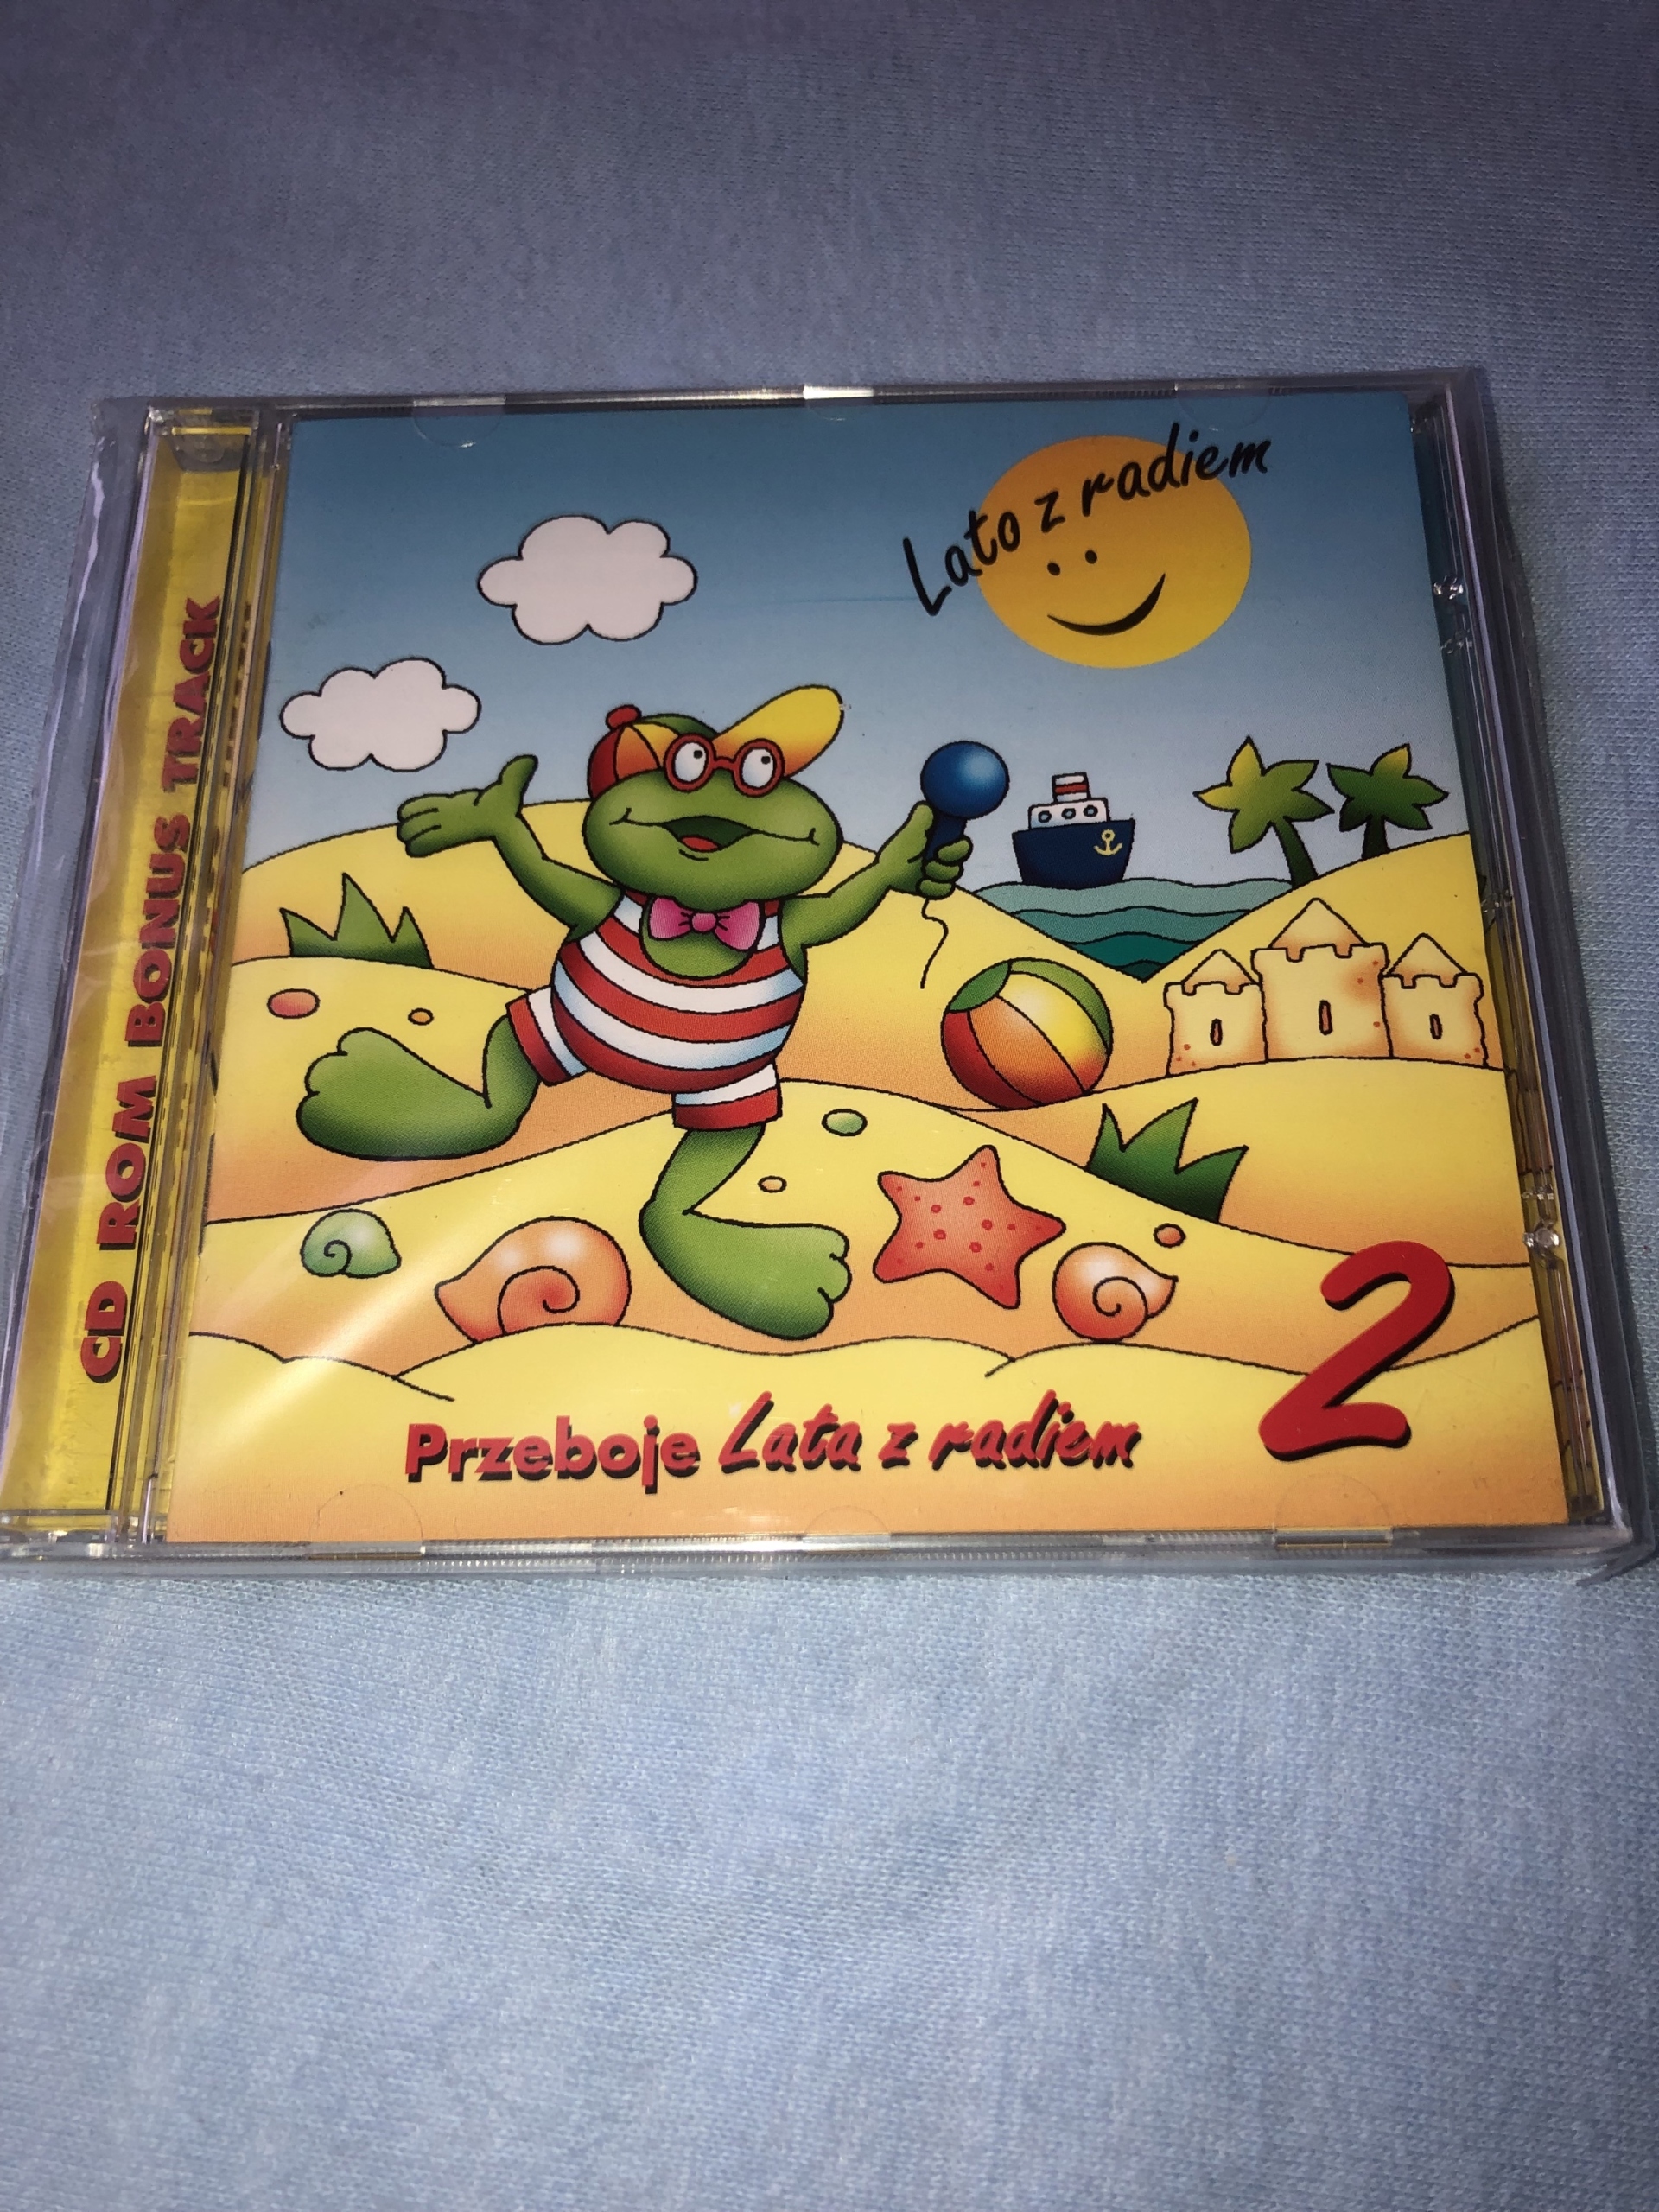 Lato z radiem
CD ROM BONUS TRACK
Przeboje Lata z radiem
2